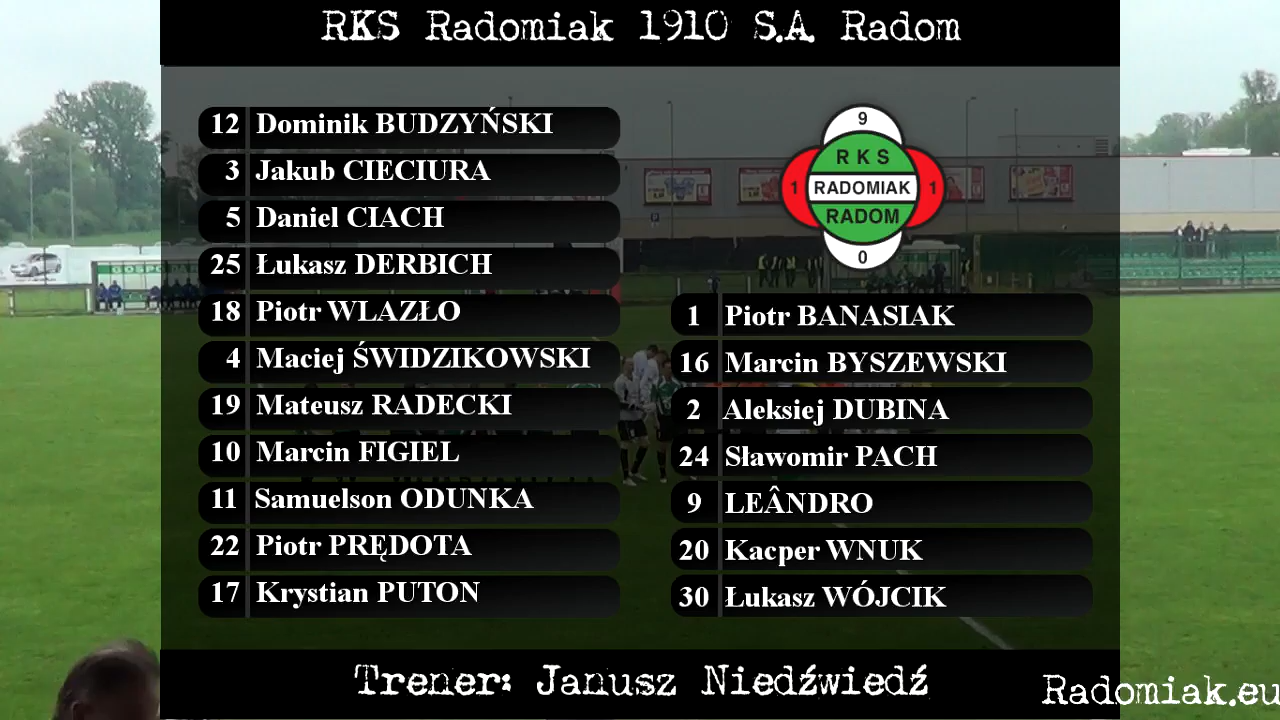 RKS Radomiak 1910 S.A. Radom
12 Dominik BUDZYŃSKI
3 Jakub CIECIURA
5 Daniel CIACH
25 Łukasz DERBICH
18 Piotr WLAZŁO
4 Maciej ŚWIDZIKOWSKI
19 Mateusz RADECKI
10 Marcin FIGIEL
11 Samuelson ODUNKA
22 Piotr PRĘDOTA
17 Krystian PUTON
9
RKS
1 RADOMIAK 1
RADOM
0
1 Piotr BANASIAK
16 Marcin BYSZEWSKI
2 Aleksiej DUBINA
24 Sławomir PACH
9 LEÂNDRO
20 Kacper WNUK
30 Łukasz WÓJCIK
Trener: Janusz Niedźwiedź
Radomiak.eu